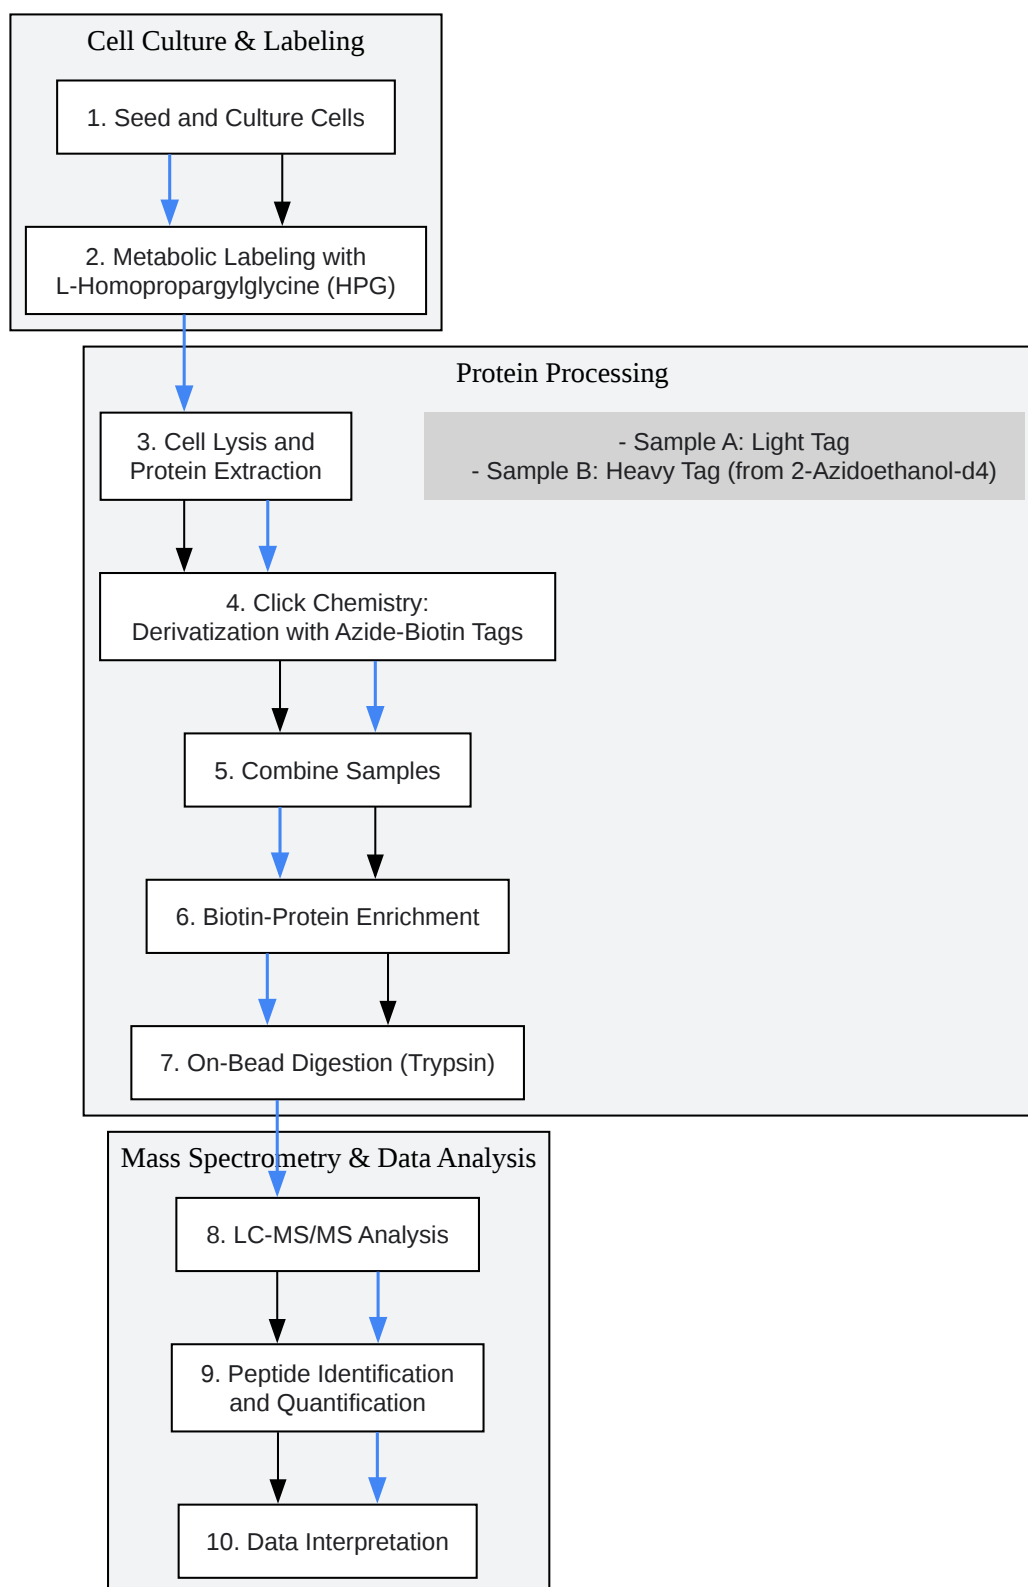 Cell Culture & Labeling
1. Seed and Culture Cells
2. Metabolic Labeling with
L-Homopropargylglycine (HPG)
Protein Processing
3. Cell Lysis and
Protein Extraction
- Sample A: Light Tag
- Sample B: Heavy Tag (from 2-Azidoethanol-d4)
4. Click Chemistry:
Derivatization with Azide-Biotin Tags
5. Combine Samples
6. Biotin-Protein Enrichment
7. On-Bead Digestion (Trypsin)
Mass Spectrometry & Data Analysis
8. LC-MS/MS Analysis
9. Peptide Identification
and Quantification
10. Data Interpretation